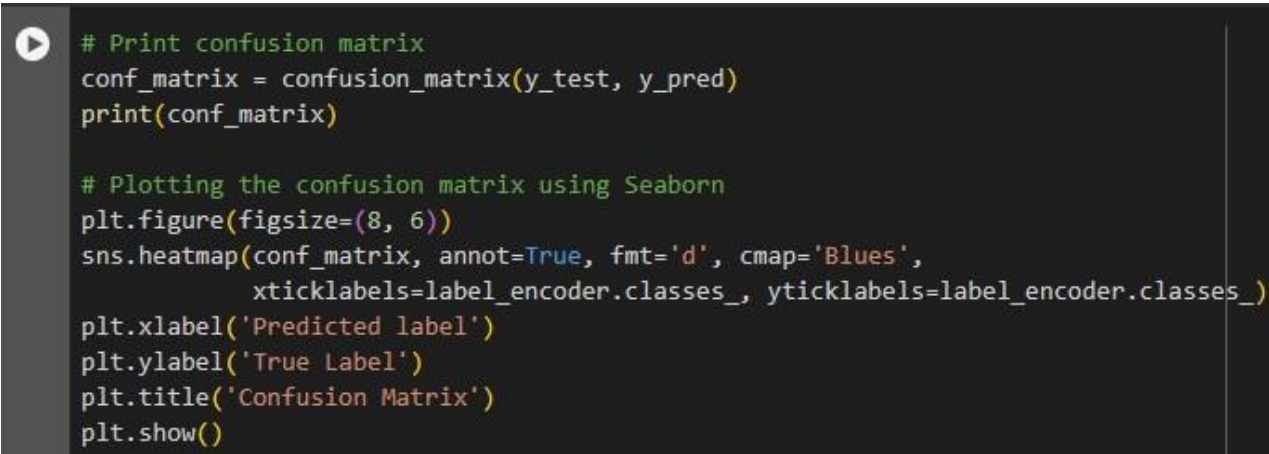 # Print confusion matrix
conf_matrix = confusion_matrix(y_test, y_pred)
print(conf_matrix)

# Plotting the confusion matrix using Seaborn
plt.figure(figsize=(8, 6))
sns.heatmap(conf_matrix, annot=True, fmt='d', cmap='Blues',
            xticklabels=label_encoder.classes_, yticklabels=label_encoder.classes_)
plt.xlabel('Predicted label')
plt.ylabel('True Label')
plt.title('Confusion Matrix')
plt.show()